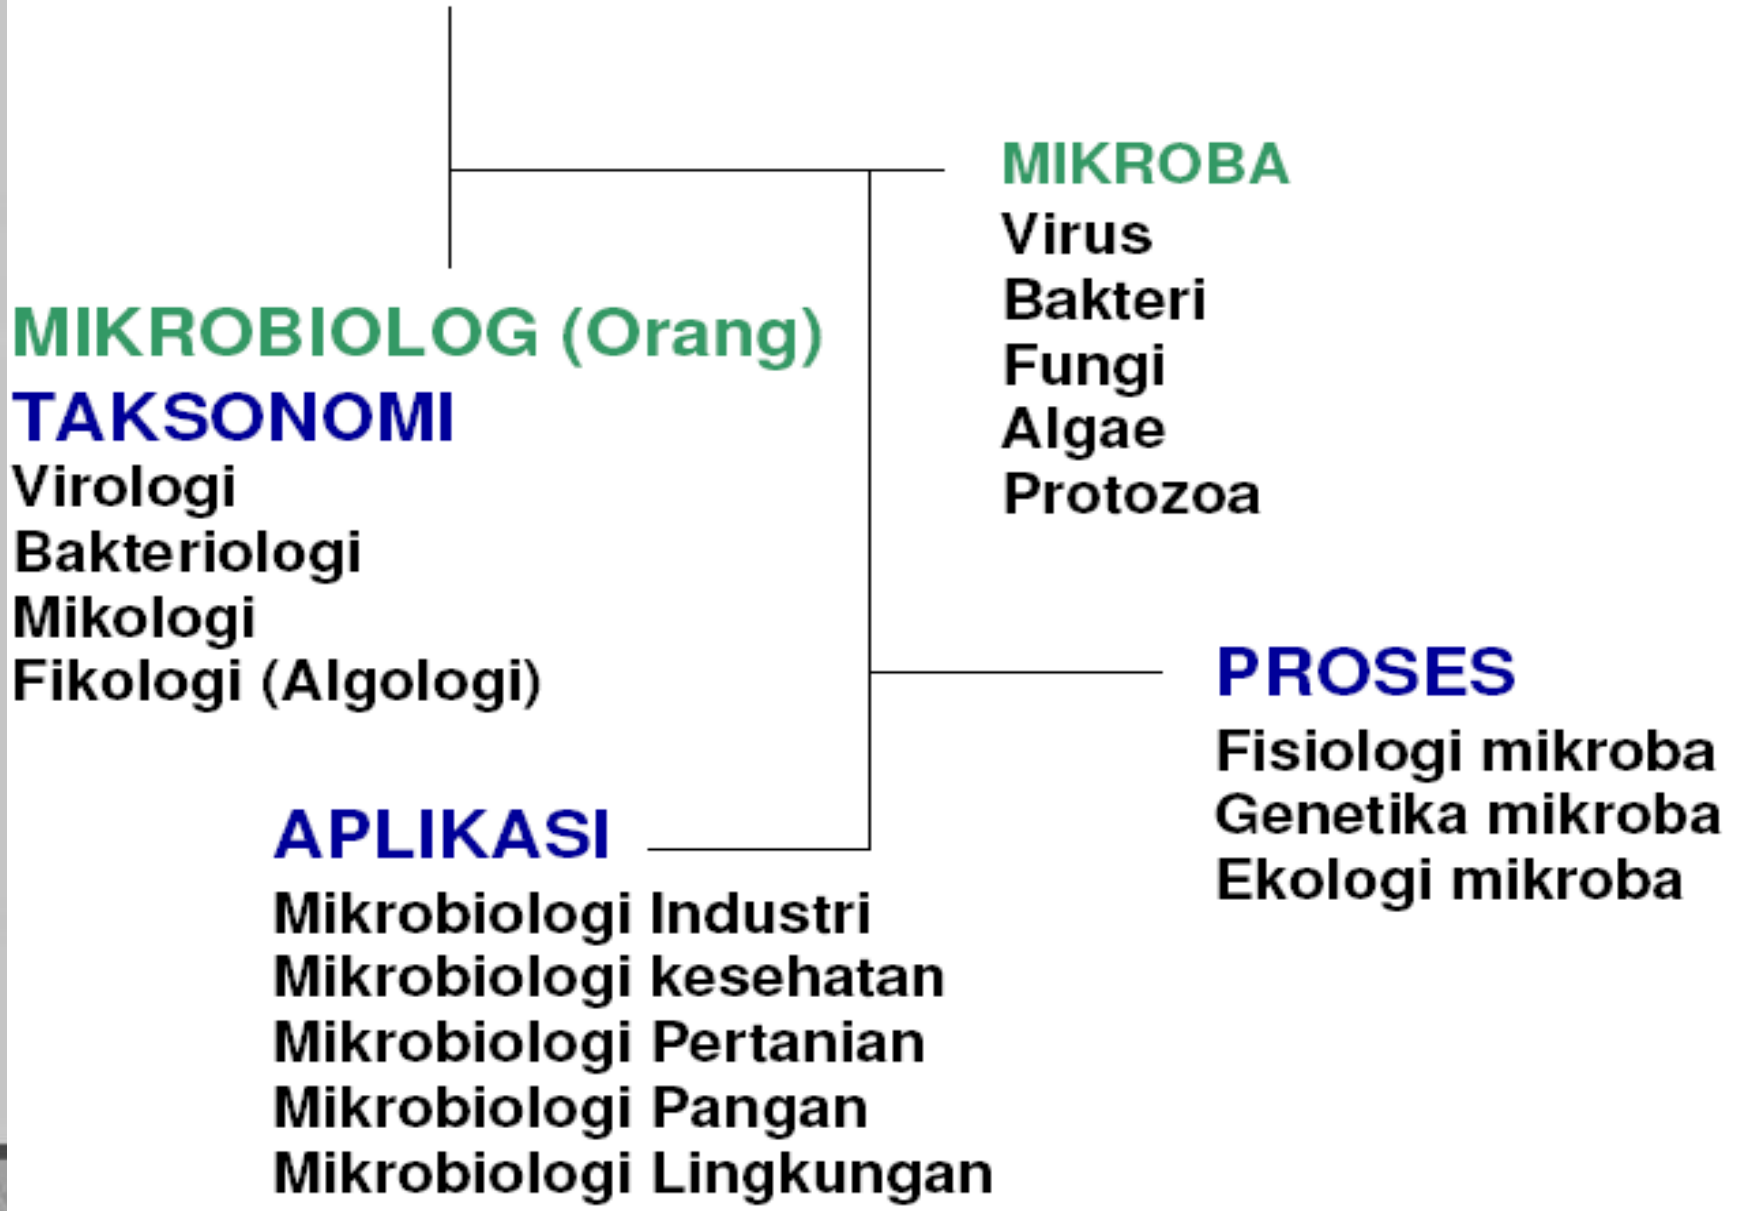 MIKROBA
Virus
Bakteri
Fungi
Algae
Protozoa
MIKROBIOLOG (Orang)
TAKSONOMI
Virologi
Bakteriologi
Mikologi
Fikologi (Algologi)
PROSES
Fisiologi mikroba
Genetika mikroba
Ekologi mikroba
APLIKASI
Mikrobiologi Industri
Mikrobiologi kesehatan
Mikrobiologi Pertanian
Mikrobiologi Pangan
Mikrobiologi Lingkungan